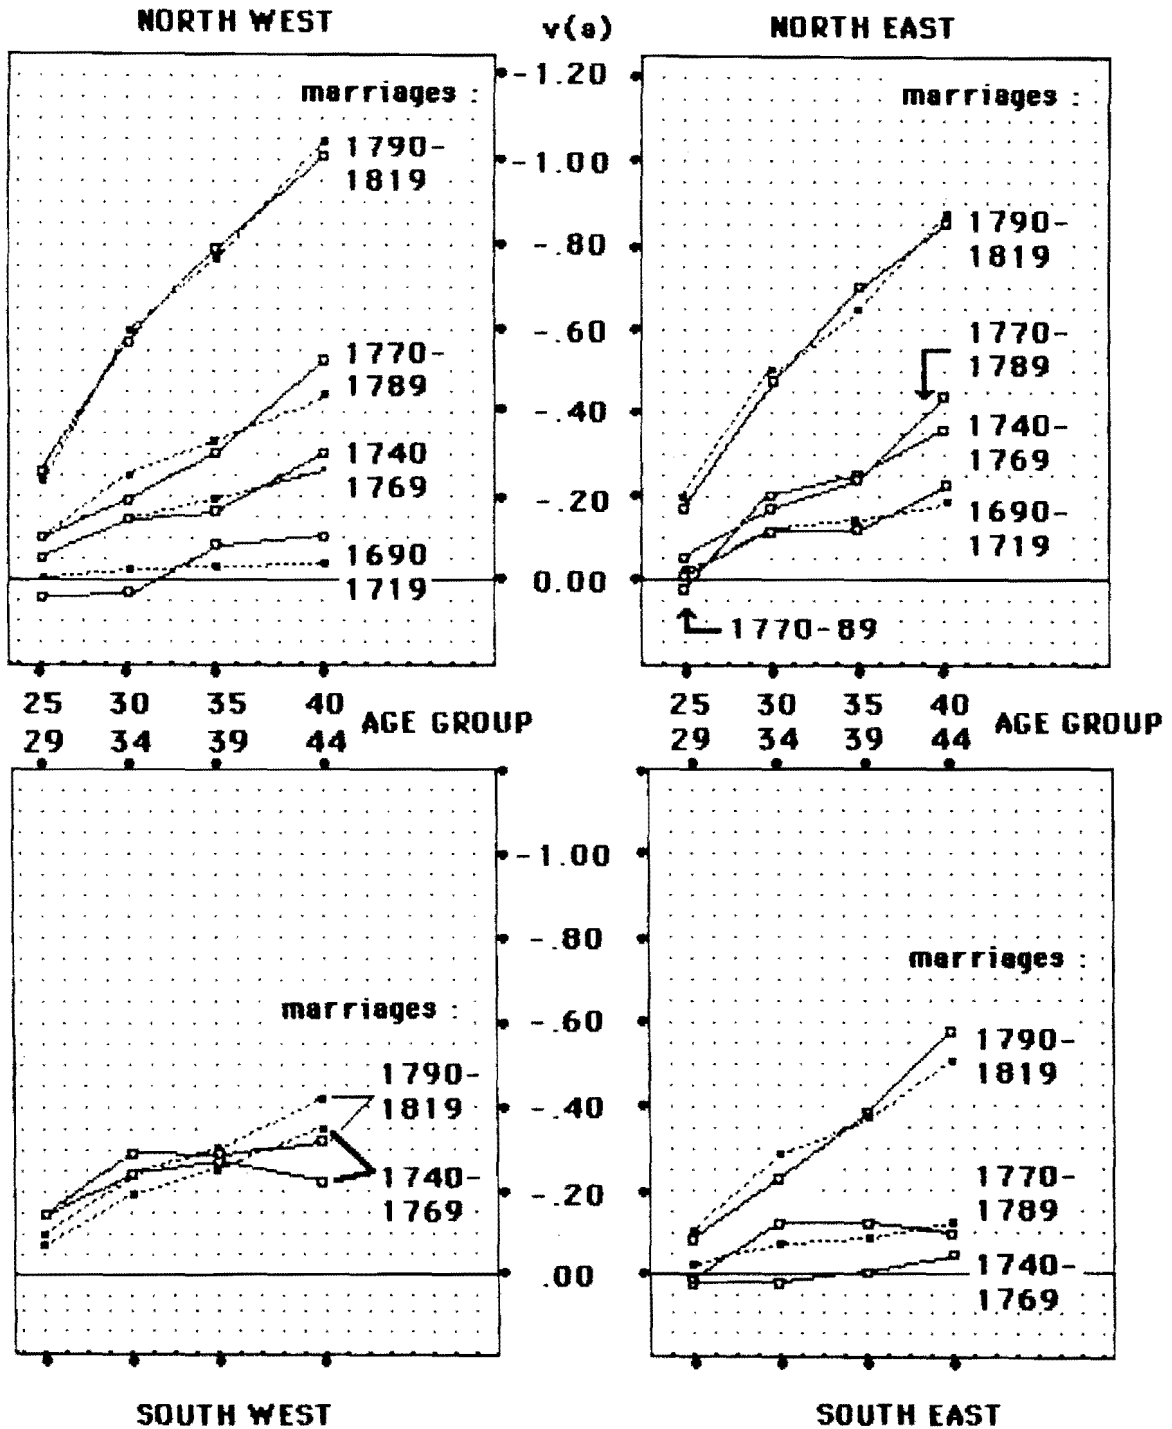 NORTH WEST
v(a)
NORTH EAST
marriages :
1790-
1819
1770-
1789
1740
1769
1690
1719
-1.20
-1.00
-.80
-.60
-.40
-.20
0.00
marriages :
1790-
1819
1770-
1789
1740-
1769
1690-
1719
1770-89
25 30 35 40
29 34 39 44
AGE GROUP
25 30 35 40
29 34 39 44
AGE GROUP
marriages :
1790-
1819
1740-
1769
-1.00
-.80
-.60
-.40
-.20
.00
marriages :
1790-
1819
1770-
1789
1740-
1769
SOUTH WEST
SOUTH EAST